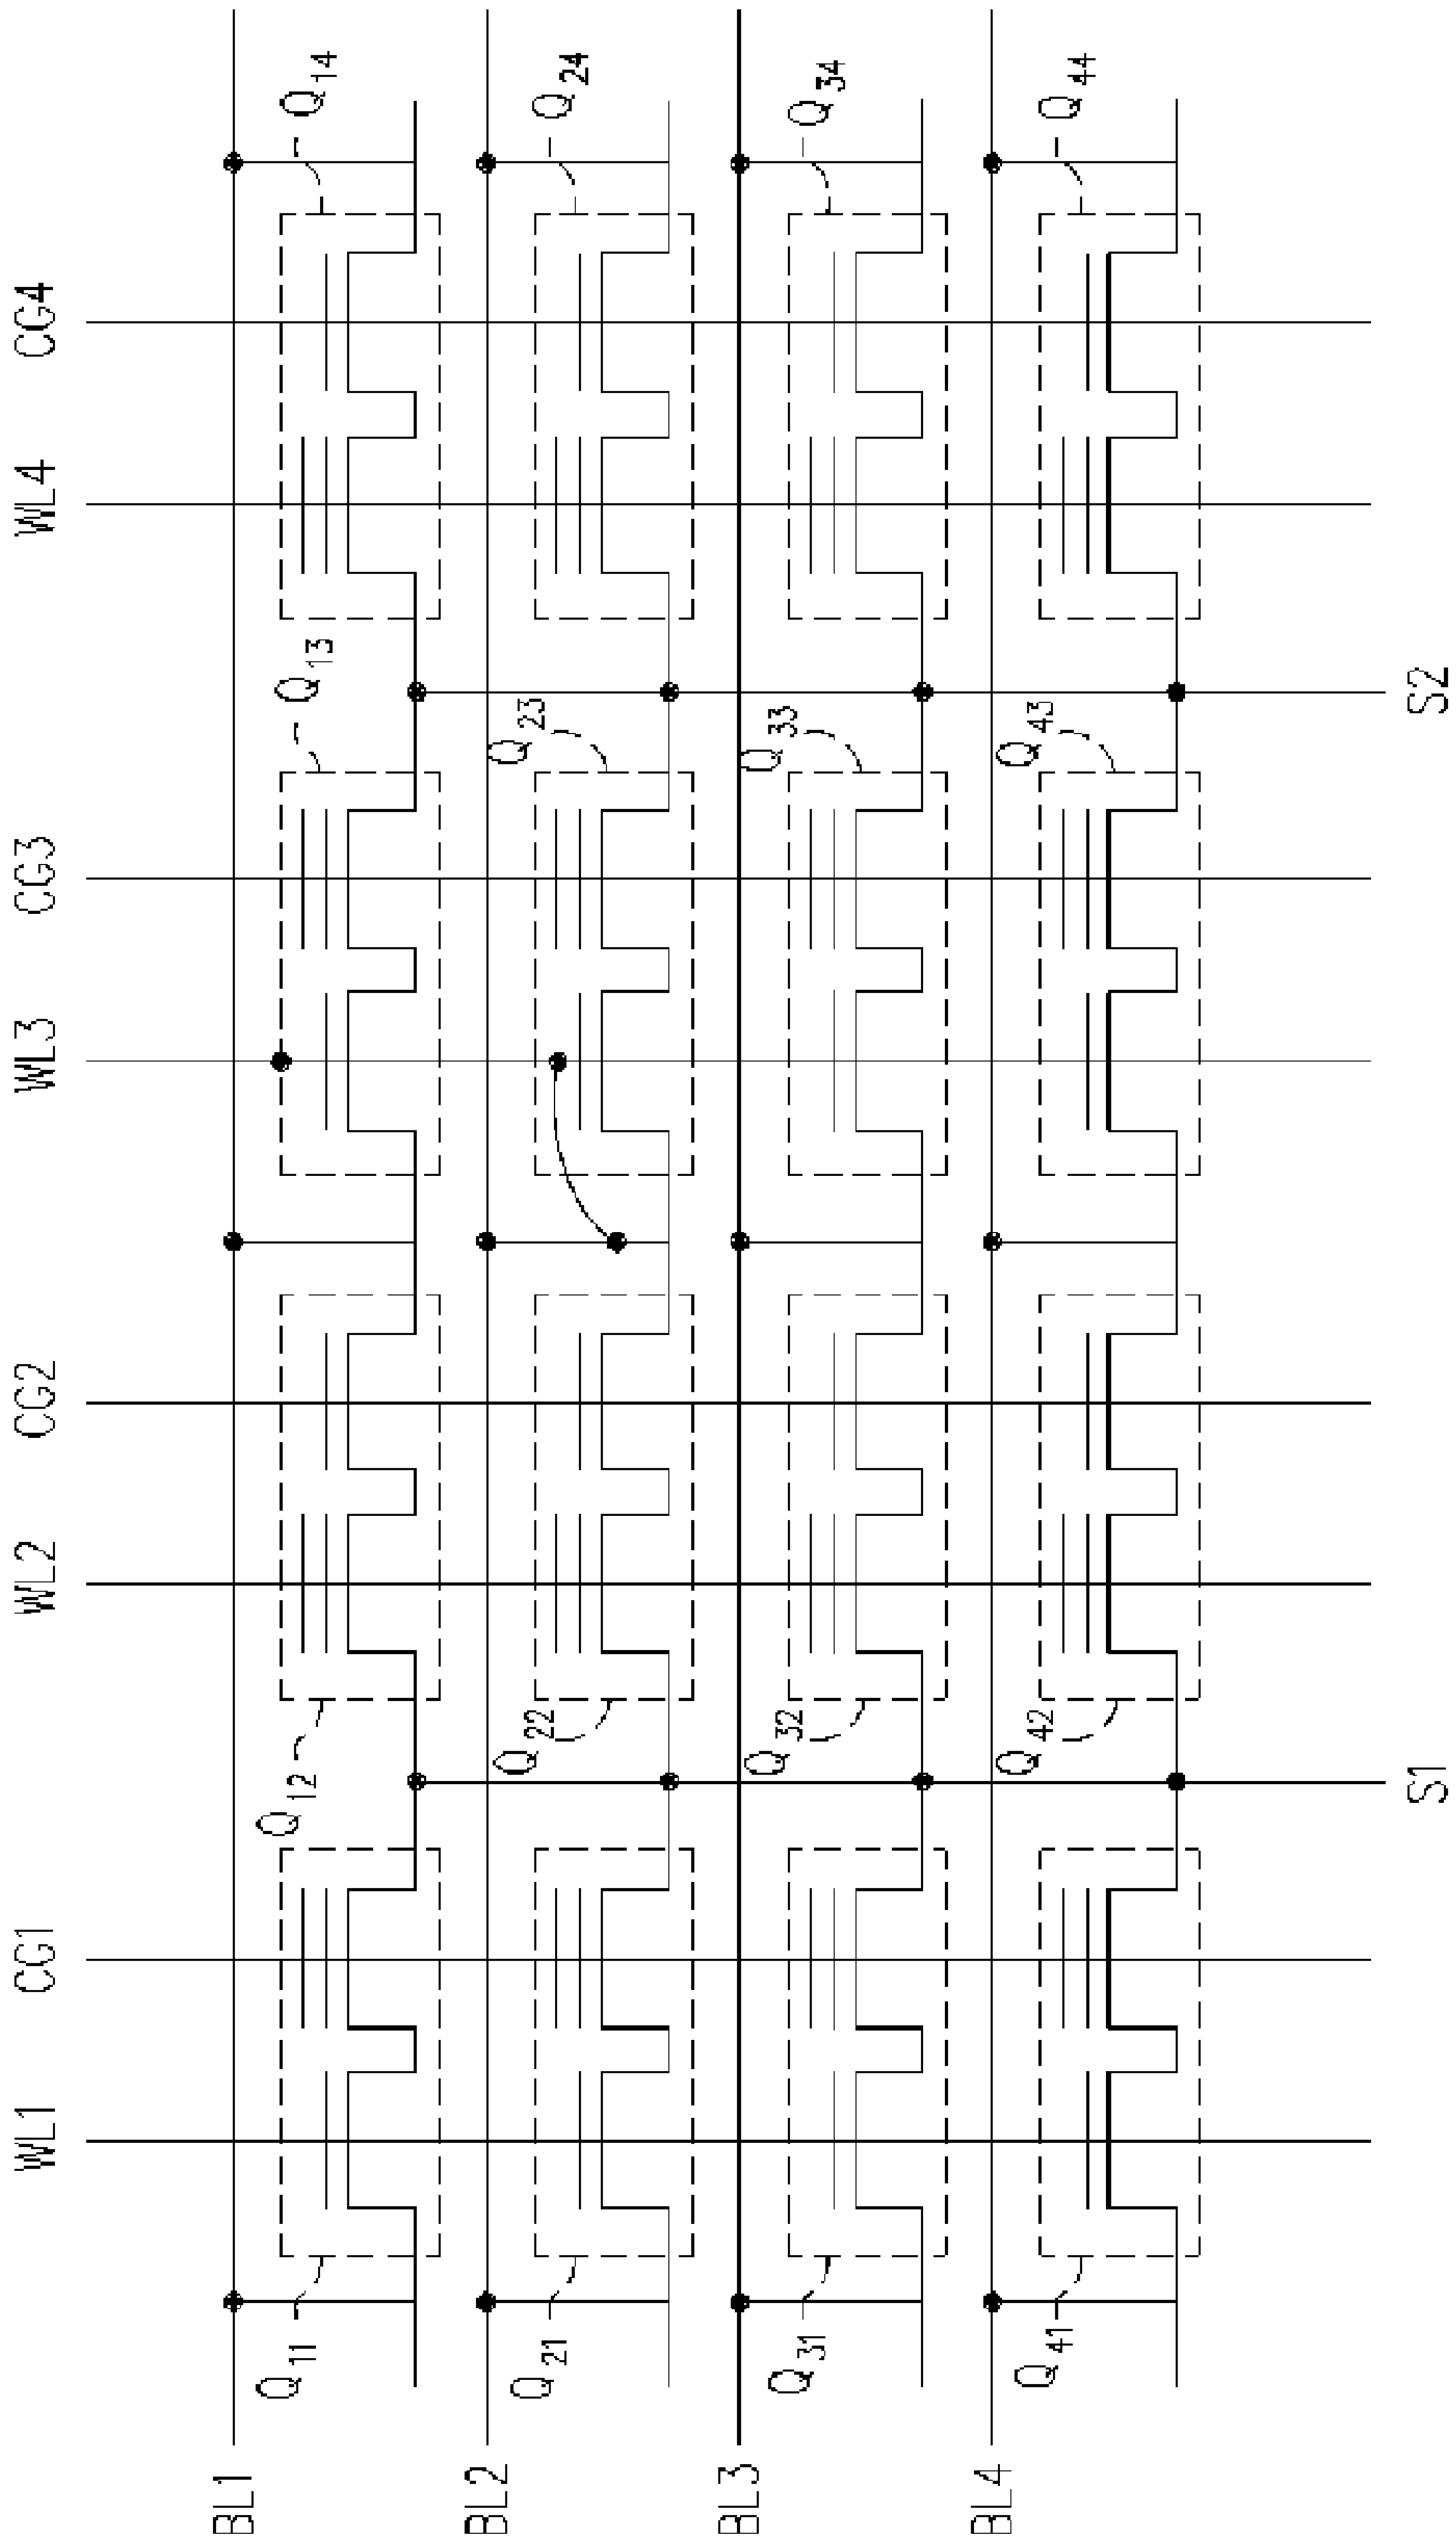 WL1 CG1 WL2 CG2 WL3 CG3 WL4 CG4
BL1
Q11 Q12 Q13 Q14
BL2
Q21 Q22 Q23 Q24
BL3
Q31 Q32 Q33 Q34
BL4
Q41 Q42 Q43 Q44
S1 S2